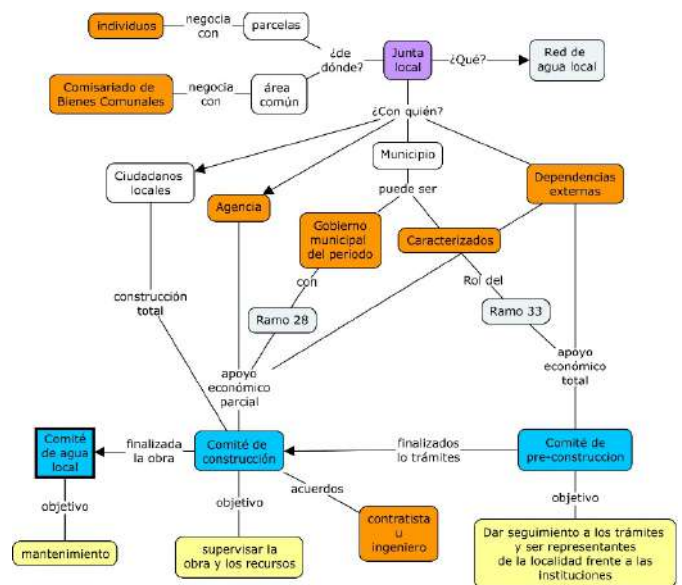 individuos
negocia
con
parcelas
¿de
dónde?
Junta
local
¿Qué?
Red de
agua local
Comisariado de
Bienes Comunales
negocia
con
área
común
¿Con quién?
Ciudadanos
locales
Agencia
Municipio
puede ser
Dependencias
externas
Gobierno
municipal
del periodo
Caracterizados
construcción
total
con
Ramo 28
Rol del
Ramo 33
apoyo
económico
parcial
apoyo
económico
total
Comité
de agua
local
finalizada
la obra
Comité de
construcción
finalizados
lo trámites
Comité de
pre-construccion
objetivo
objetivo
acuerdos
objetivo
mantenimiento
supervisar la
obra y los recursos
contratista
u
ingeniero
Dar seguimiento a los trámites
y ser representantes
de la localidad frente a las
Instituciones